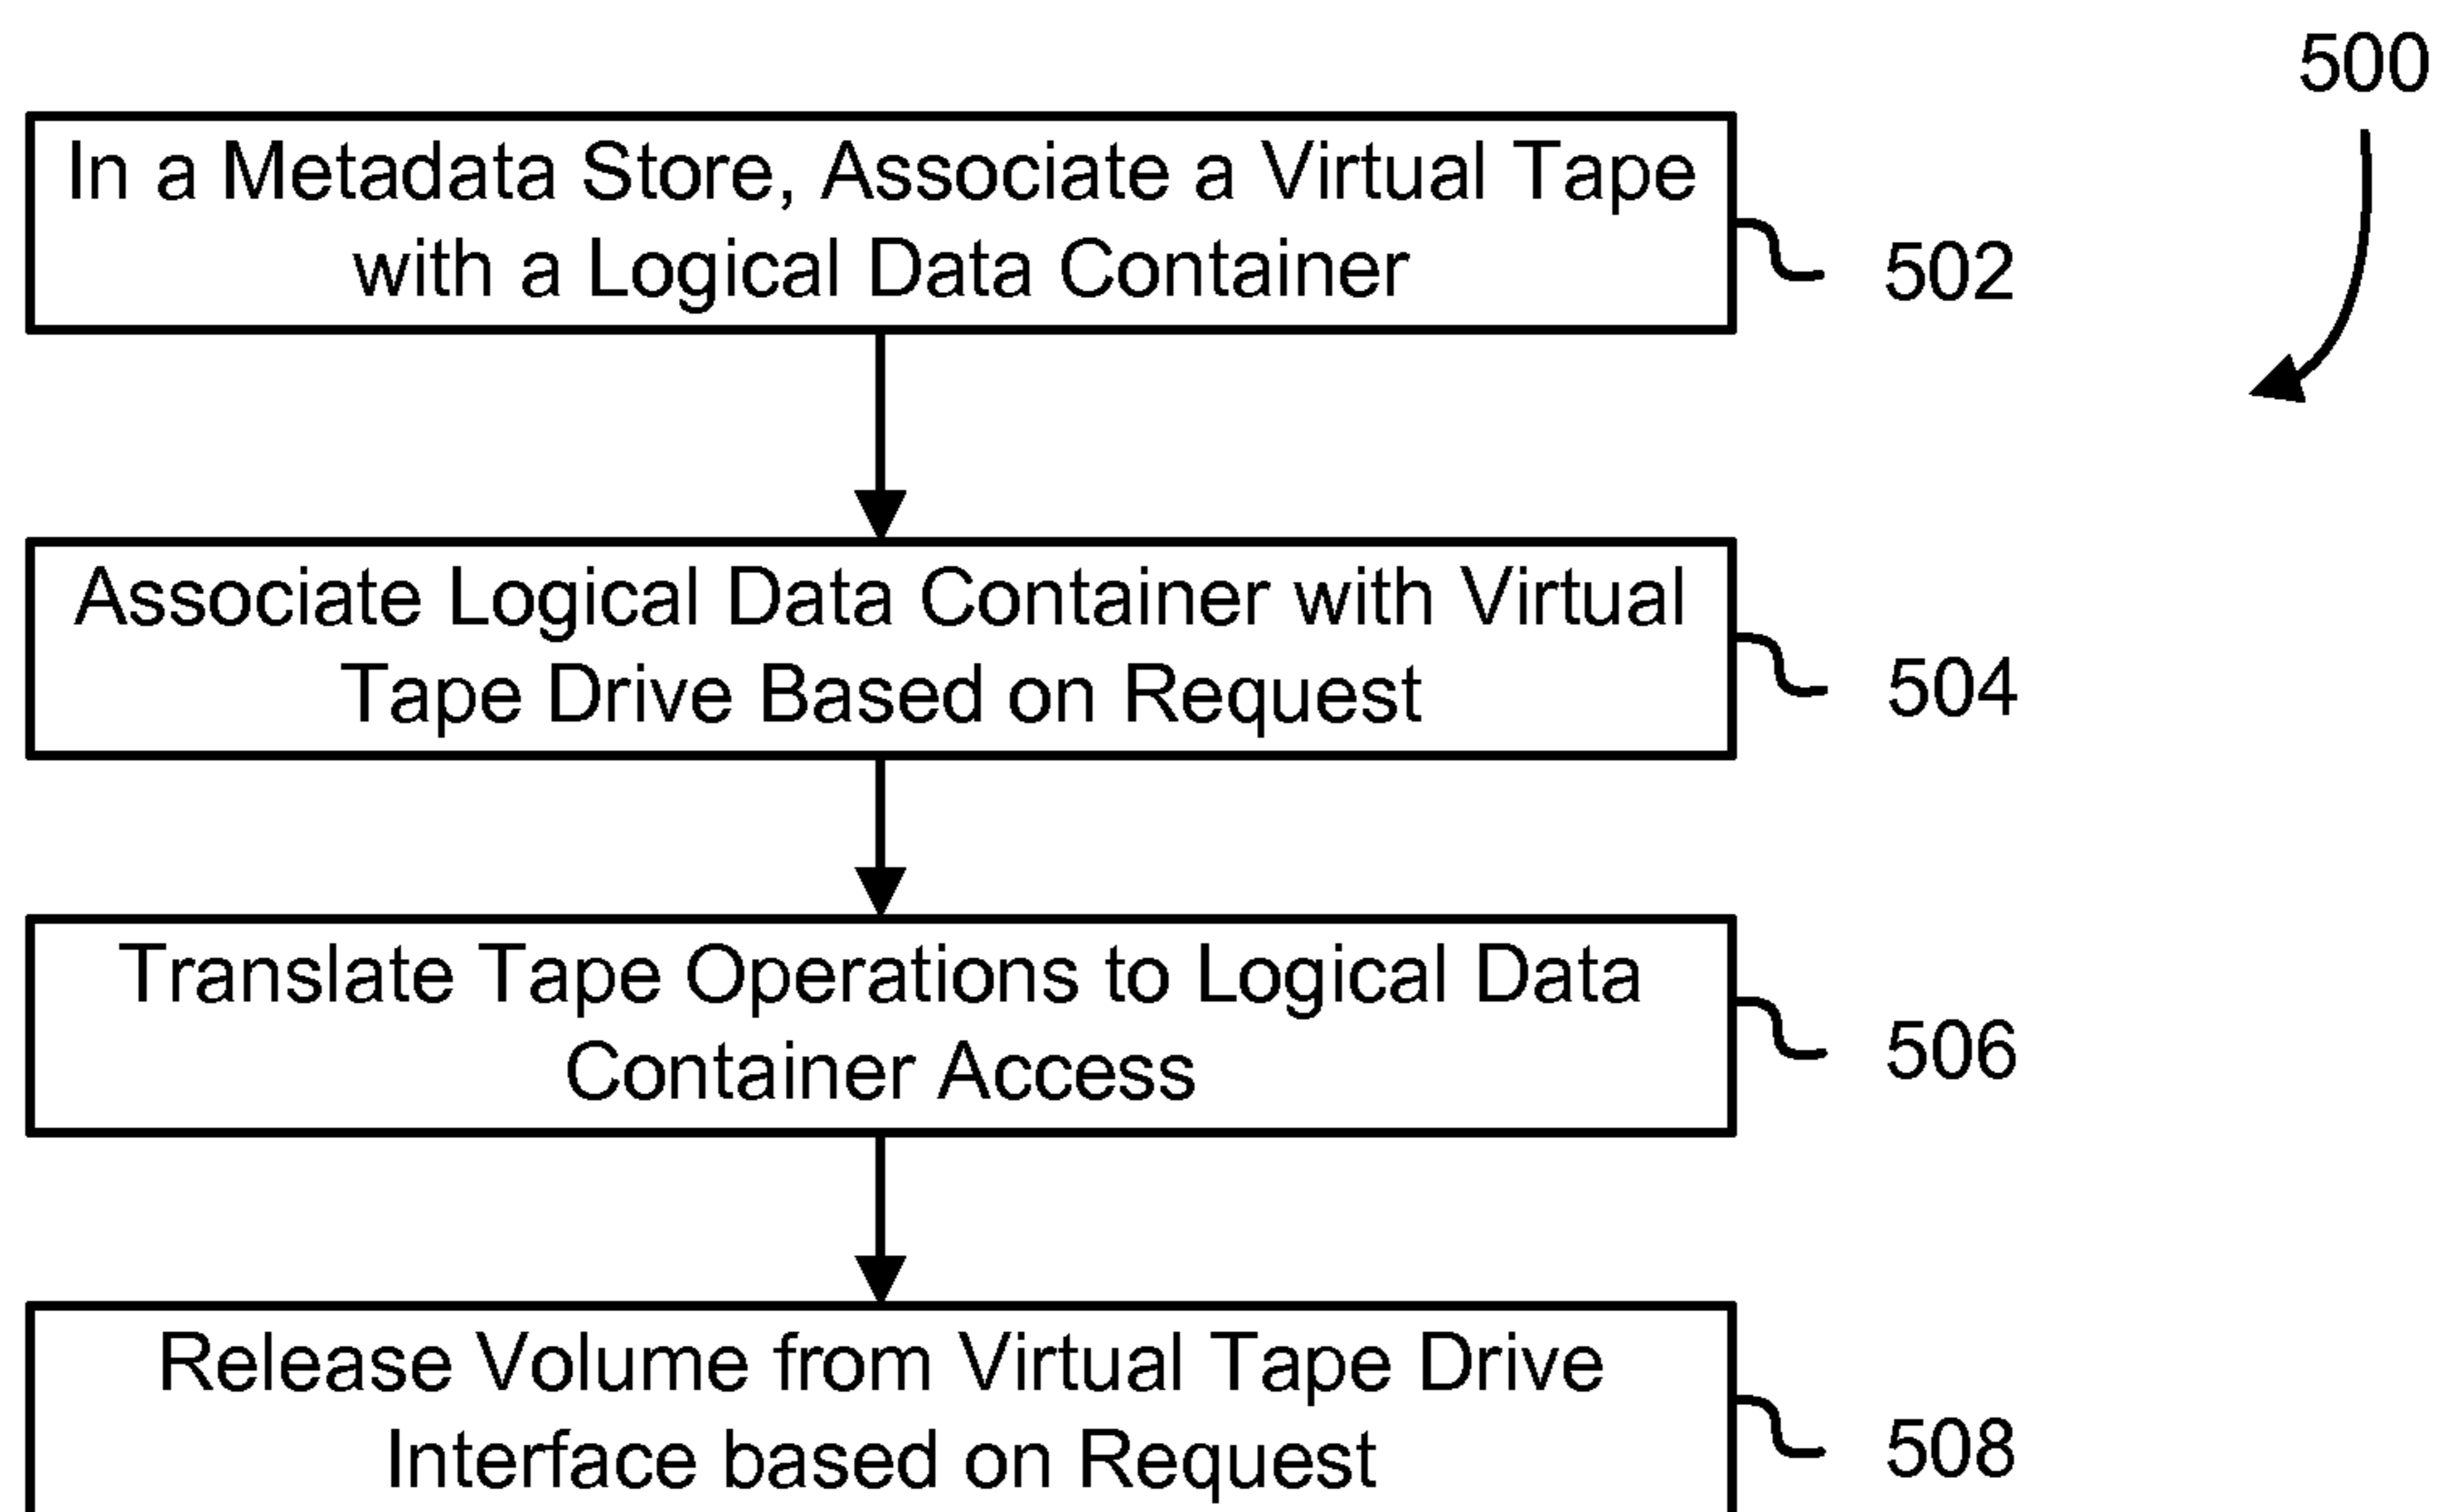 500
In a Metadata Store, Associate a Virtual Tape
with a Logical Data Container
502
Associate Logical Data Container with Virtual
Tape Drive Based on Request
504
Translate Tape Operations to Logical Data
Container Access
506
Release Volume from Virtual Tape Drive
Interface based on Request
508